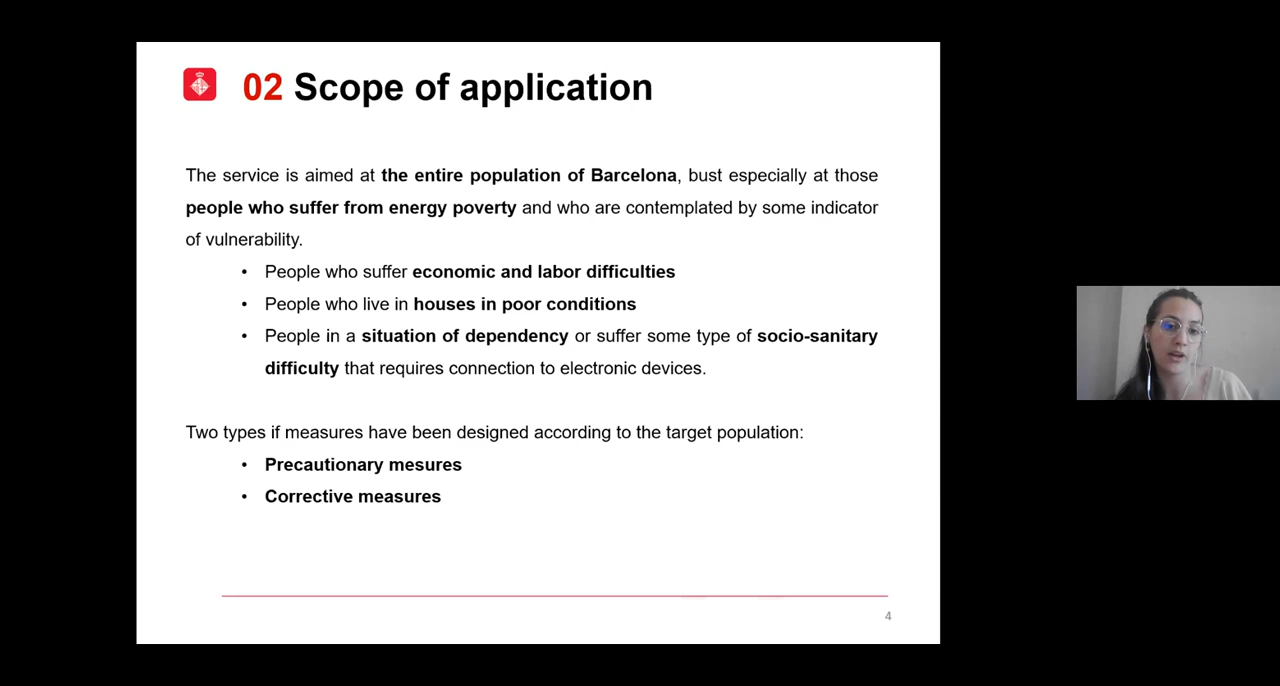 02 Scope of application
The service is aimed at the entire population of Barcelona, bust especially at those
people who suffer from energy poverty and who are contemplated by some indicator
of vulnerability.
• People who suffer economic and labor difficulties
• People who live in houses in poor conditions
• People in a situation of dependency or suffer some type of socio-sanitary
difficulty that requires connection to electronic devices.
Two types if measures have been designed according to the target population:
• Precautionary mesures
• Corrective measures
4